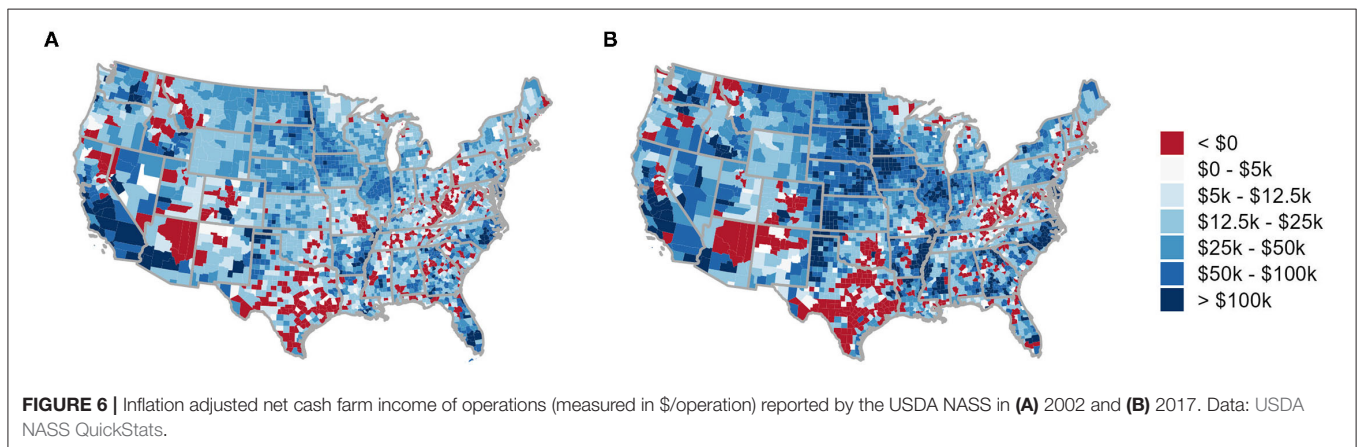 A
B
< $0
$0 - $5k
$5k - $12.5k
$12.5k - $25k
$25k - $50k
$50k - $100k
> $100k
FIGURE 6 | Inflation adjusted net cash farm income of operations (measured in $/operation) reported by the USDA NASS in (A) 2002 and (B) 2017. Data: USDA
NASS QuickStats.